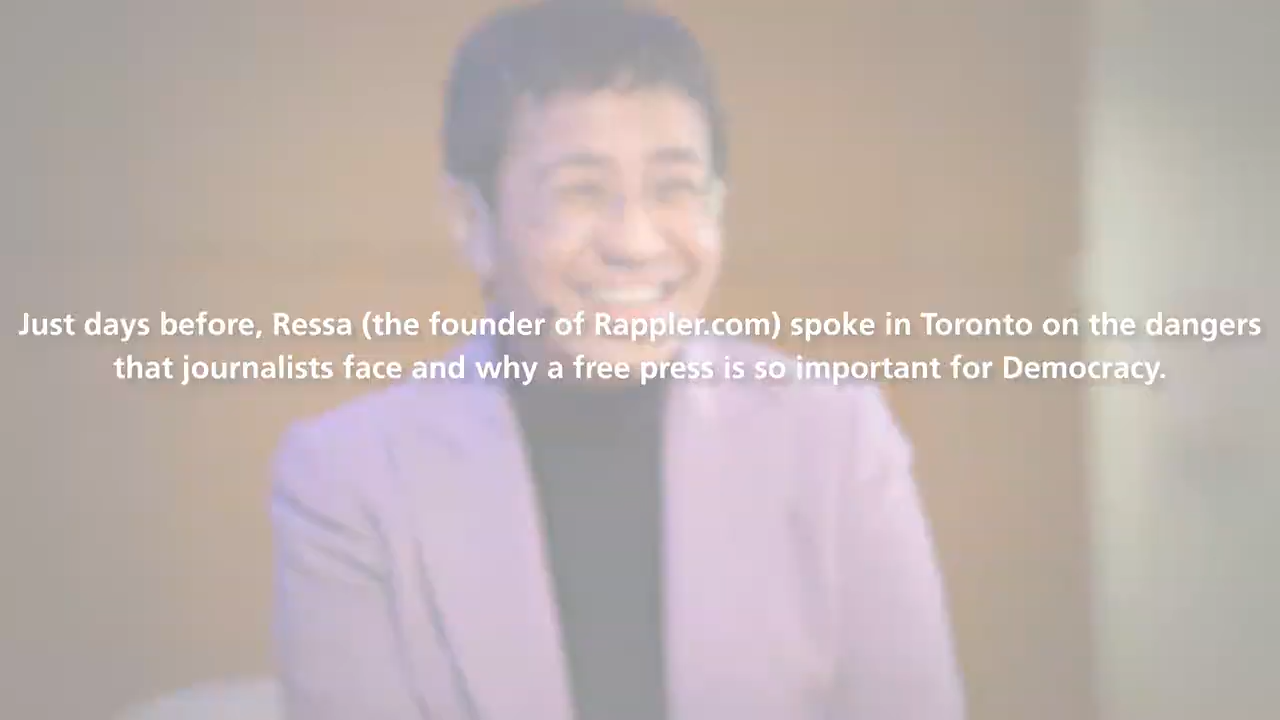 Just days before, Ressa (the founder of Rappler.com) spoke in Toronto on the dangers
that journalists face and why a free press is so important for Democracy.